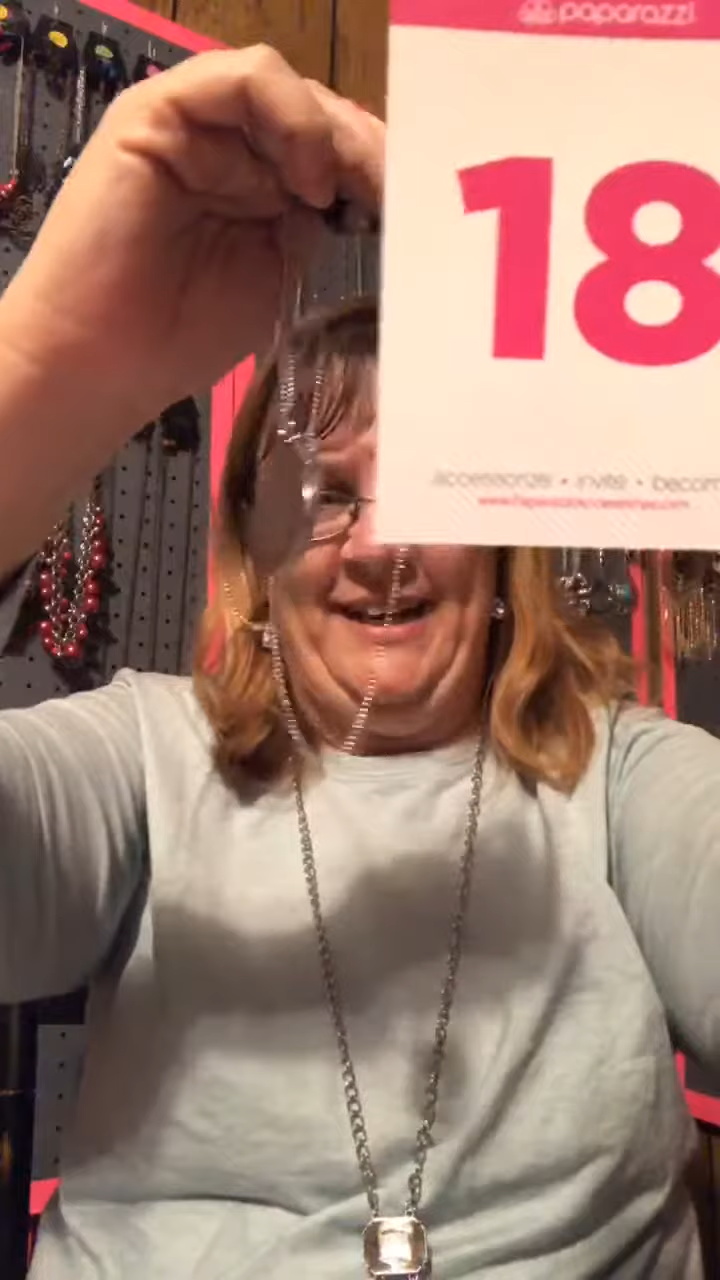 paparazzi
18
accessorize • invite • becom